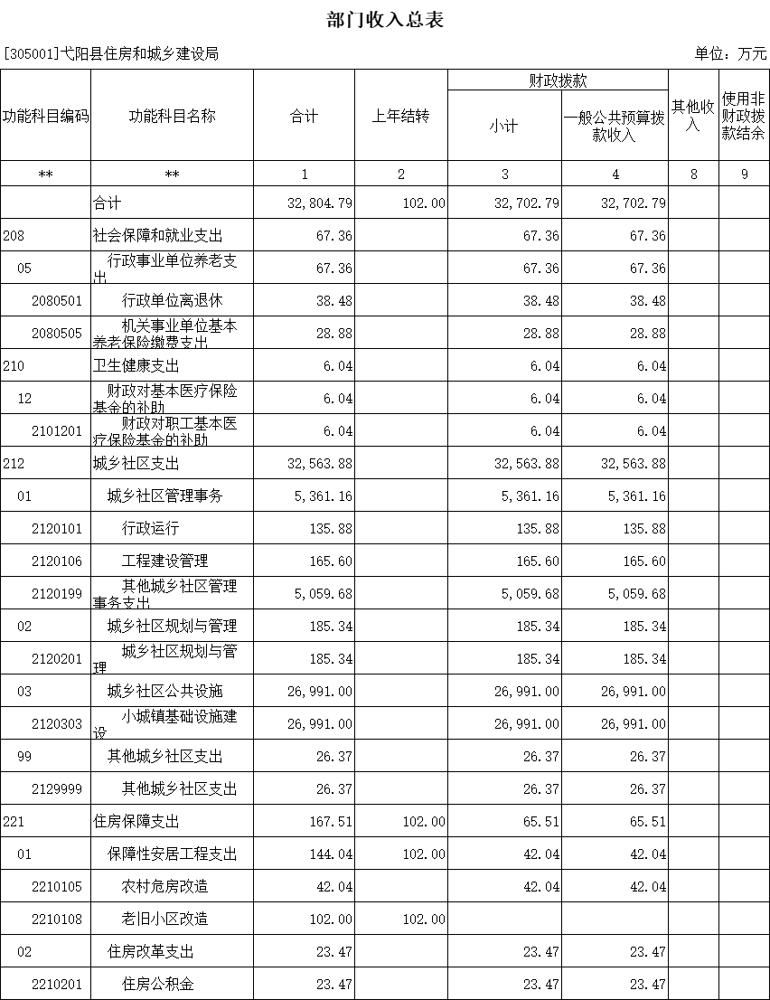 部门收入总表
[305001]弋阳县住房和城乡建设局 单位：万元
功能科目编码 功能科目名称 合计 上年结转 财政拨款 其他收入 使用非财政拨款结余
小计 一般公共预算拨款收入
** ** 1 2 3 4 8 9
合计 32,804.79 102.00 32,702.79 32,702.79
208 社会保障和就业支出 67.36 67.36 67.36
05 行政事业单位养老支出 67.36 67.36 67.36
2080501 行政单位离退休 38.48 38.48 38.48
2080505 机关事业单位基本养老保险缴费支出 28.88 28.88 28.88
210 卫生健康支出 6.04 6.04 6.04
12 财政对基本医疗保险基金的补助 6.04 6.04 6.04
2101201 财政对职工基本医疗保险基金的补助 6.04 6.04 6.04
212 城乡社区支出 32,563.88 32,563.88 32,563.88
01 城乡社区管理事务 5,361.16 5,361.16 5,361.16
2120101 行政运行 135.88 135.88 135.88
2120106 工程建设管理 165.60 165.60 165.60
2120199 其他城乡社区管理事务支出 5,059.68 5,059.68 5,059.68
02 城乡社区规划与管理 185.34 185.34 185.34
2120201 城乡社区规划与管理 185.34 185.34 185.34
03 城乡社区公共设施 26,991.00 26,991.00 26,991.00
2120303 小城镇基础设施建设 26,991.00 26,991.00 26,991.00
99 其他城乡社区支出 26.37 26.37 26.37
2129999 其他城乡社区支出 26.37 26.37 26.37
221 住房保障支出 167.51 102.00 65.51 65.51
01 保障性安居工程支出 144.04 102.00 42.04 42.04
2210105 农村危房改造 42.04 42.04 42.04
2210108 老旧小区改造 102.00 102.00
02 住房改革支出 23.47 23.47 23.47
2210201 住房公积金 23.47 23.47 23.47